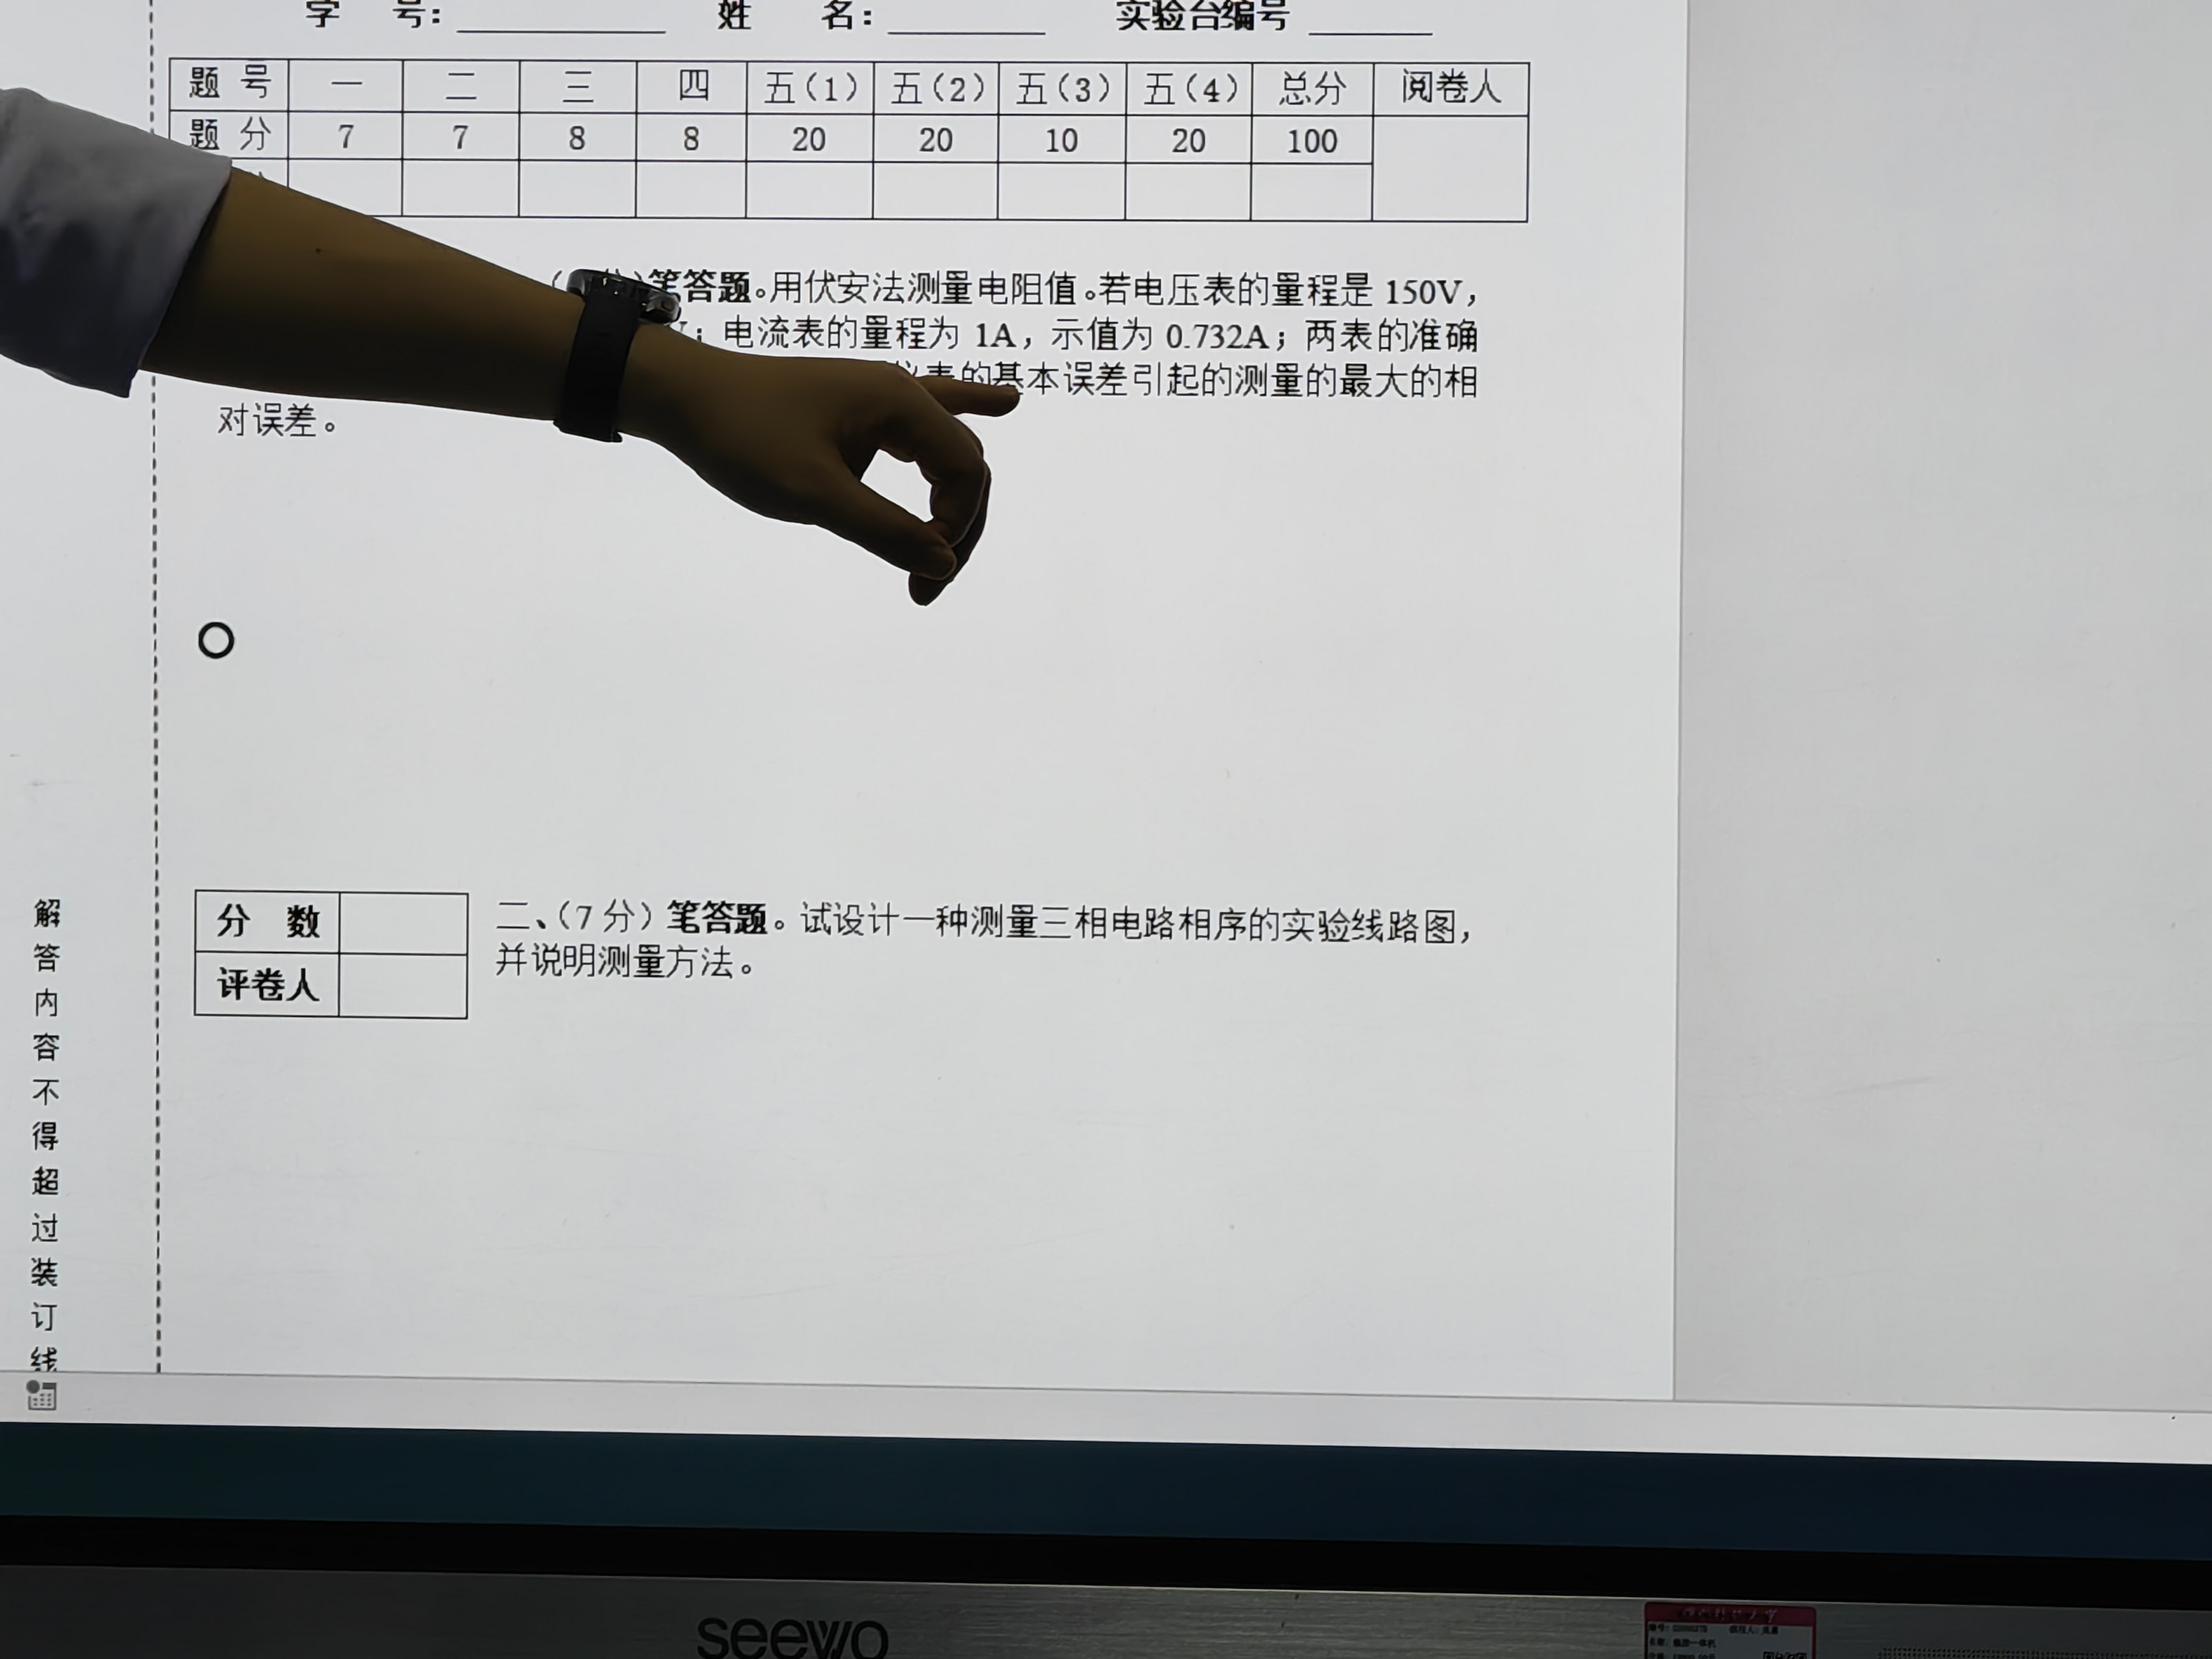 学 号： 姓 名： 实验台编号
题 号 一 二 三 四 五(1) 五(2) 五(3) 五(4) 总分 阅卷人
题 分 7 7 8 8 20 20 10 20 100
笔答题。用伏安法测量电阻值。若电压表的量程是 150V，
V；电流表的量程为 1A，示值为 0.732A；两表的准确
表的基本误差引起的测量的最大的相
对误差。
分 数
评卷人
二、（7 分）笔答题。试设计一种测量三相电路相序的实验线路图，
并说明测量方法。
解答内容不得超过装订线
seewo